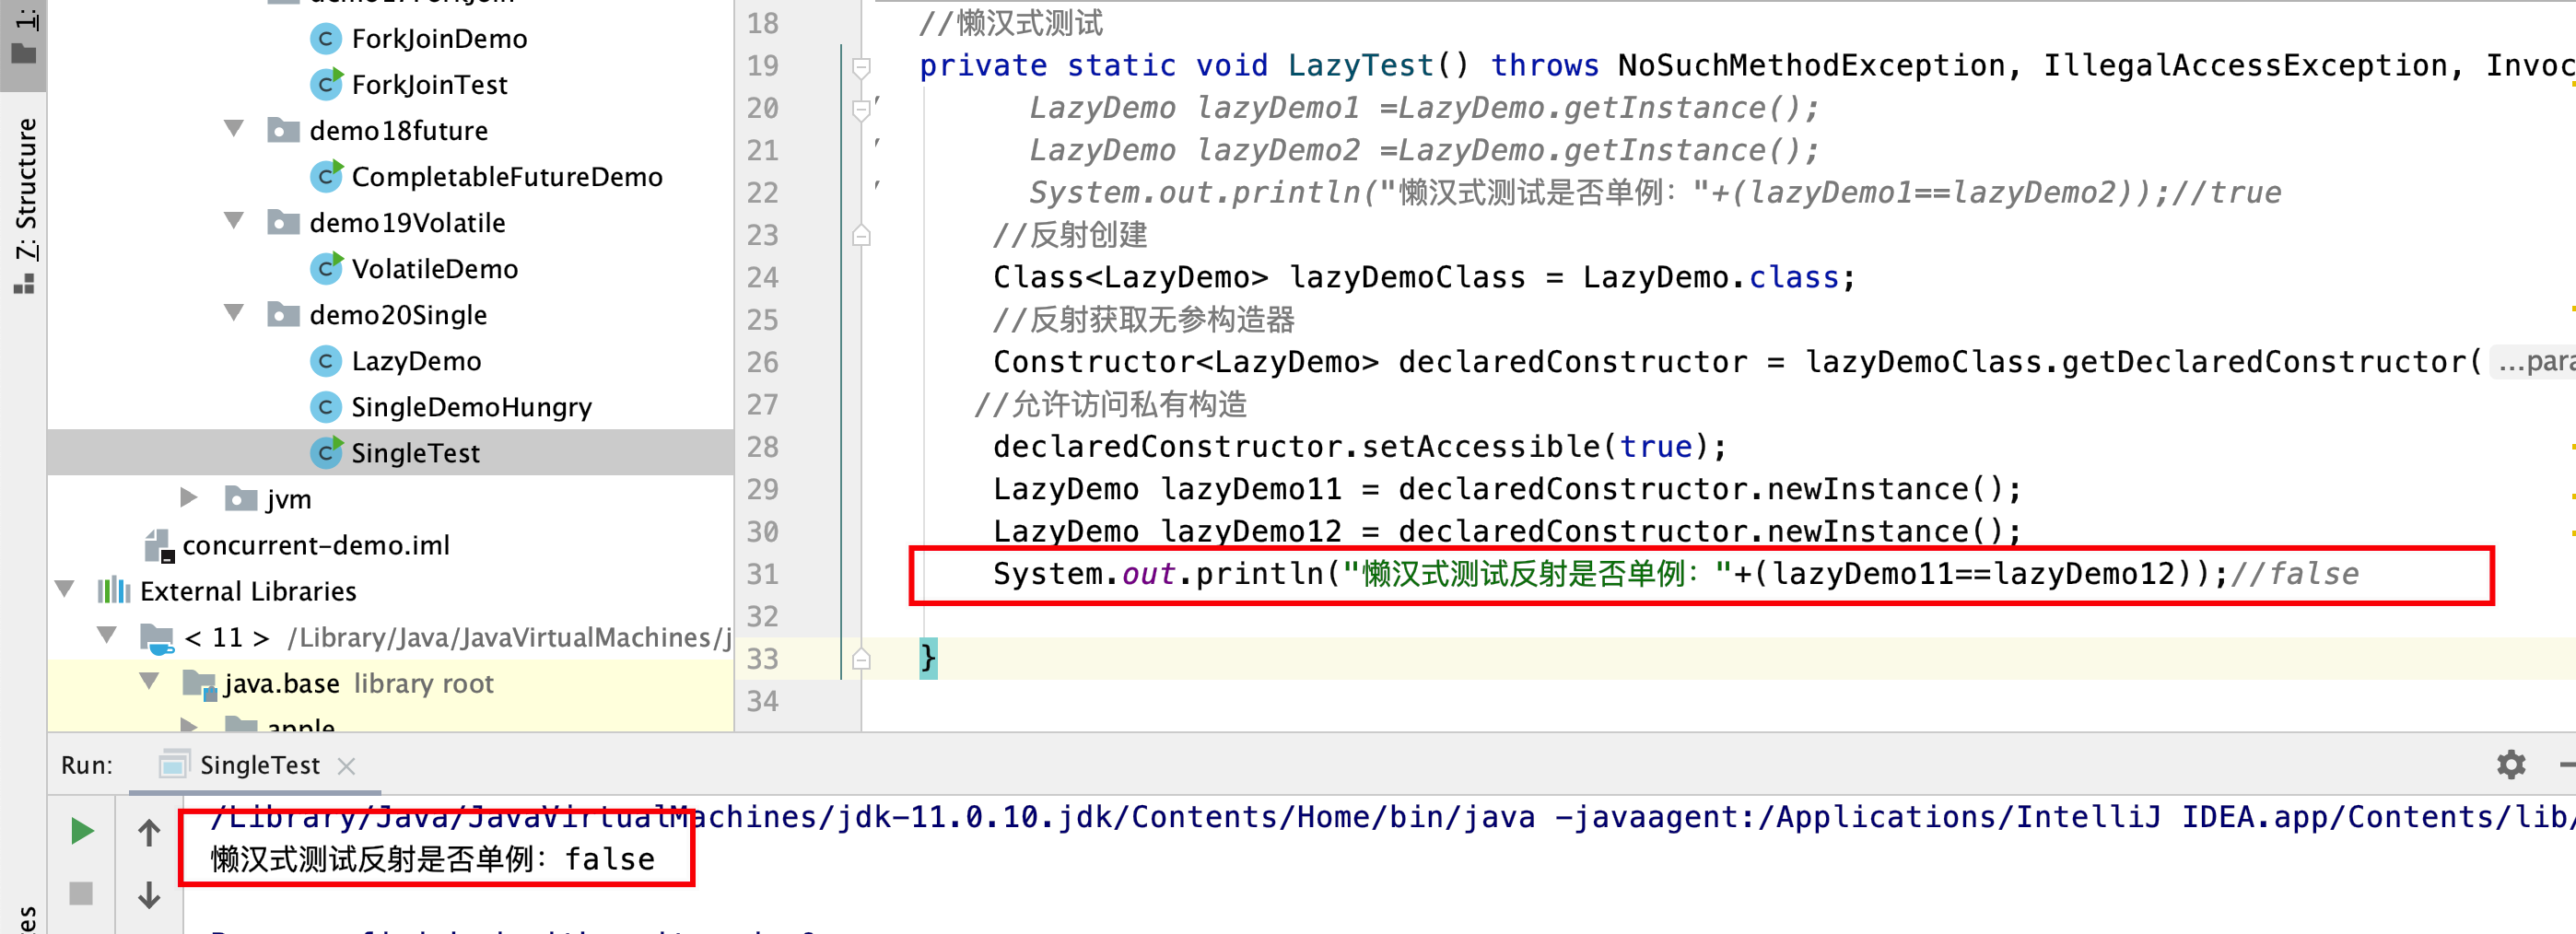 1:
Z: Structure
ForkJoinDemo
ForkJoinTest
demo18future
CompletableFutureDemo
demo19Volatile
VolatileDemo
demo20Single
LazyDemo
SingleDemoHungry
SingleTest
jvm
concurrent-demo.iml
External Libraries
< 11 > /Library/Java/JavaVirtualMachines/j
java.base library root
apple
18 //懒汉式测试
19 private static void LazyTest() throws NoSuchMethodException, IllegalAccessException, Invoc
20 LazyDemo lazyDemo1 =LazyDemo.getInstance();
21 LazyDemo lazyDemo2 =LazyDemo.getInstance();
22 System.out.println("懒汉式测试是否单例："+(lazyDemo1==lazyDemo2));//true
23 //反射创建
24 Class<LazyDemo> lazyDemoClass = LazyDemo.class;
25 //反射获取无参构造器
26 Constructor<LazyDemo> declaredConstructor = lazyDemoClass.getDeclaredConstructor( ...para
27 //允许访问私有构造
28 declaredConstructor.setAccessible(true);
29 LazyDemo lazyDemo11 = declaredConstructor.newInstance();
30 LazyDemo lazyDemo12 = declaredConstructor.newInstance();
31 System.out.println("懒汉式测试反射是否单例："+(lazyDemo11==lazyDemo12));//false
32
33 }
34
Run: SingleTest
/Library/Java/JavaVirtualMachines/jdk-11.0.10.jdk/Contents/Home/bin/java -javaagent:/Applications/IntelliJ IDEA.app/Contents/lib/
懒汉式测试反射是否单例：false